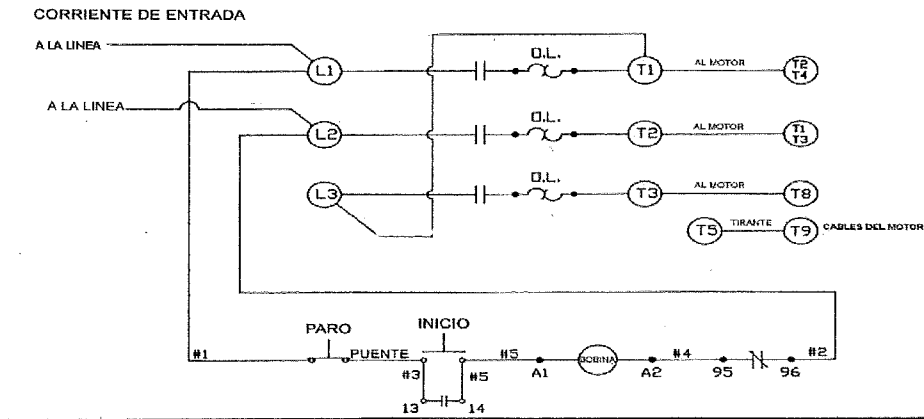 CORRIENTE DE ENTRADA
A LA LINEA
L1
O.L.
T1
AL MOTOR
T2
T4
A LA LINEA
L2
O.L.
T2
AL MOTOR
T1
T3
L3
O.L.
T3
AL MOTOR
T8
T5
TIRANTE
T9
CABLES DEL MOTOR
PARO
INICIO
#1
PUENTE
#3
#5
#5
A1
BOBINA
A2
#4
95
96
#2
13
14